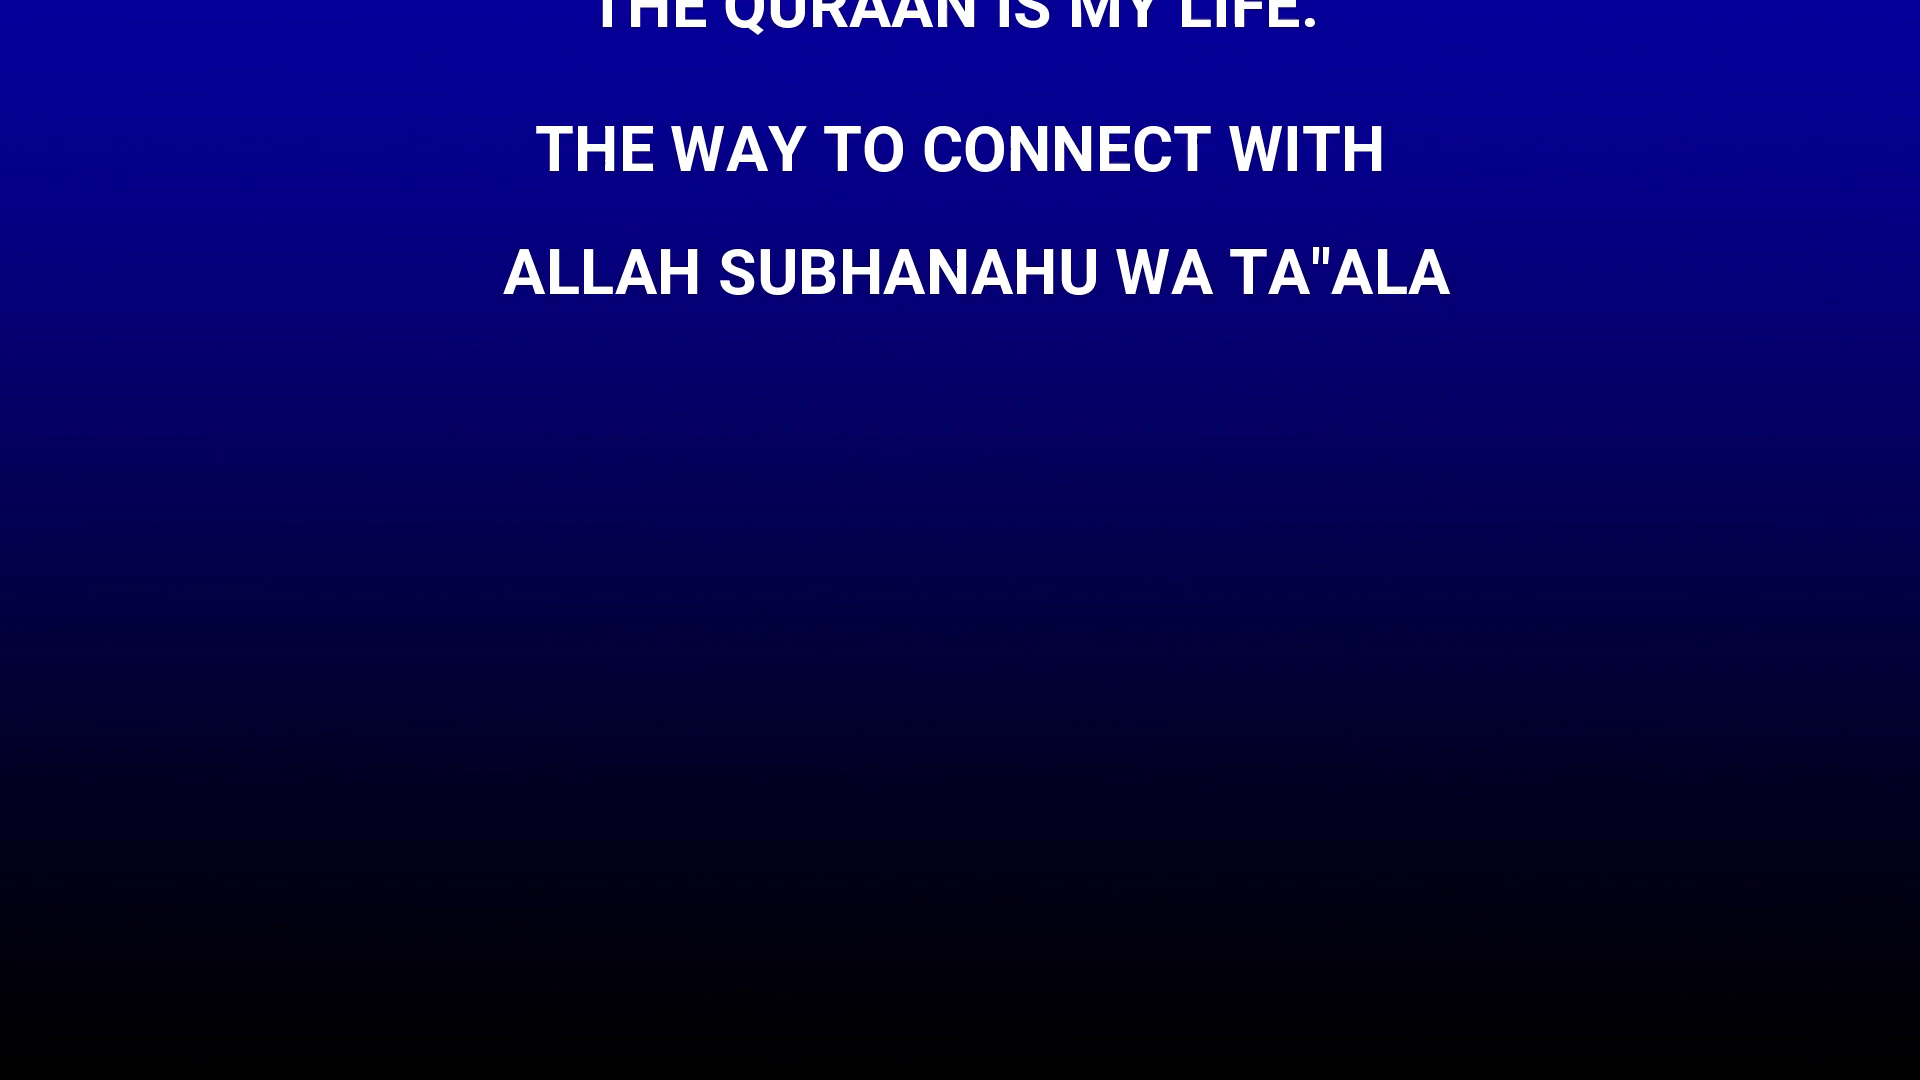 THE QURAAN IS MY LIFE.
THE WAY TO CONNECT WITH
ALLAH SUBHANAHU WA TA"ALA